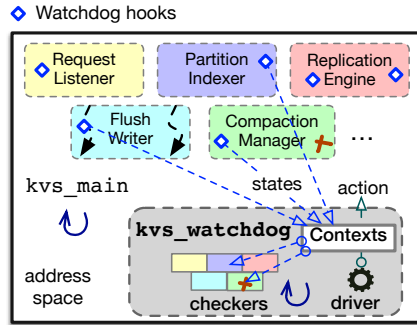 Watchdog hooks
Request
Listener
Partition
Indexer
Replication
Engine
Flush
Writer
Compaction
Manager
...
kvs_main
states
action
kvs_watchdog
Contexts
address
space
checkers
driver